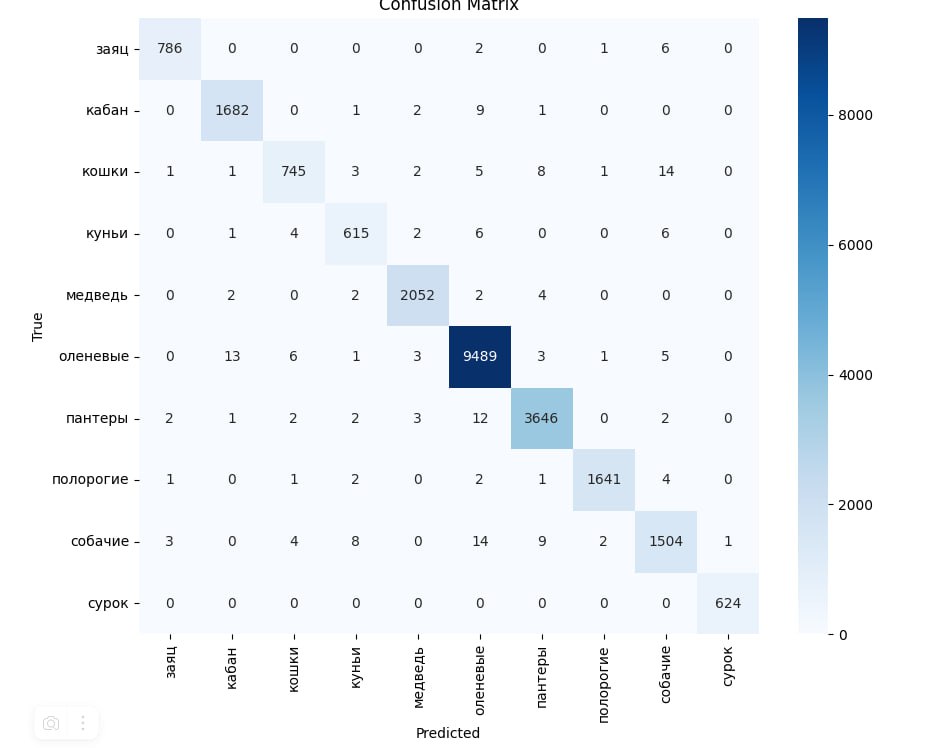 Confusion Matrix
заяц 786 0 0 0 0 2 0 1 6 0
кабан 0 1682 0 1 2 9 1 0 0 0
8000
кошки 1 1 745 3 2 5 8 1 14 0
куньи 0 1 4 615 2 6 0 0 6 0
6000
медведь 0 2 0 2 2052 2 4 0 0 0
True
оленевые 0 13 6 1 3 9489 3 1 5 0
4000
пантеры 2 1 2 2 3 12 3646 0 2 0
полорогие 1 0 1 2 0 2 1 1641 4 0
2000
собачие 3 0 4 8 0 14 9 2 1504 1
сурок 0 0 0 0 0 0 0 0 0 624
0
заяц кабан кошки куньи медведь оленевые пантеры полорогие собачие сурок
Predicted